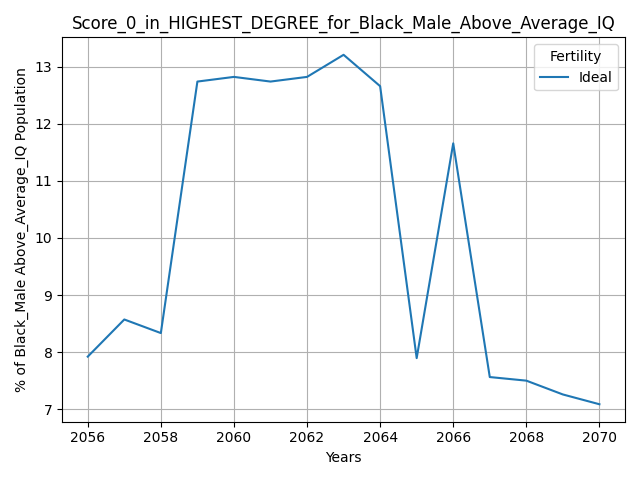 Score_0_in_HIGHEST_DEGREE_for_Black_Male_Above_Average_IQ
Fertility
Ideal
% of Black_Male Above_Average_IQ Population
13
12
11
10
9
8
7
2056 2058 2060 2062 2064 2066 2068 2070
Years